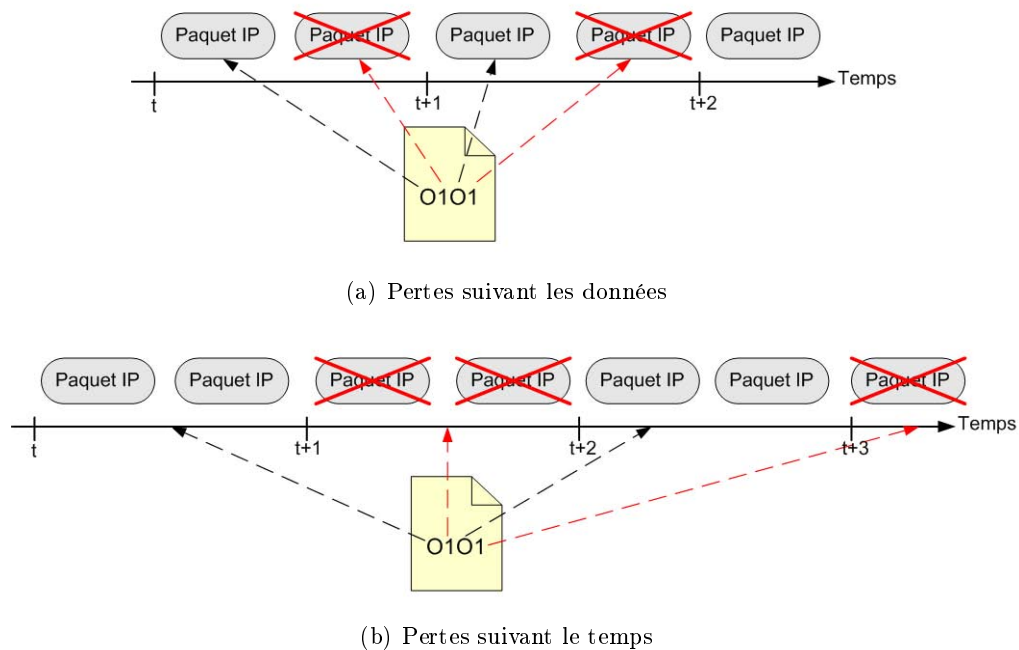 Paquet IP Paquet IP Paquet IP Paquet IP Paquet IP
Temps
t t+1 t+2
O1O1
(a) Pertes suivant les données
Paquet IP Paquet IP Paquet IP Paquet IP Paquet IP Paquet IP Paquet IP
Temps
t t+1 t+2 t+3
O1O1
(b) Pertes suivant le temps